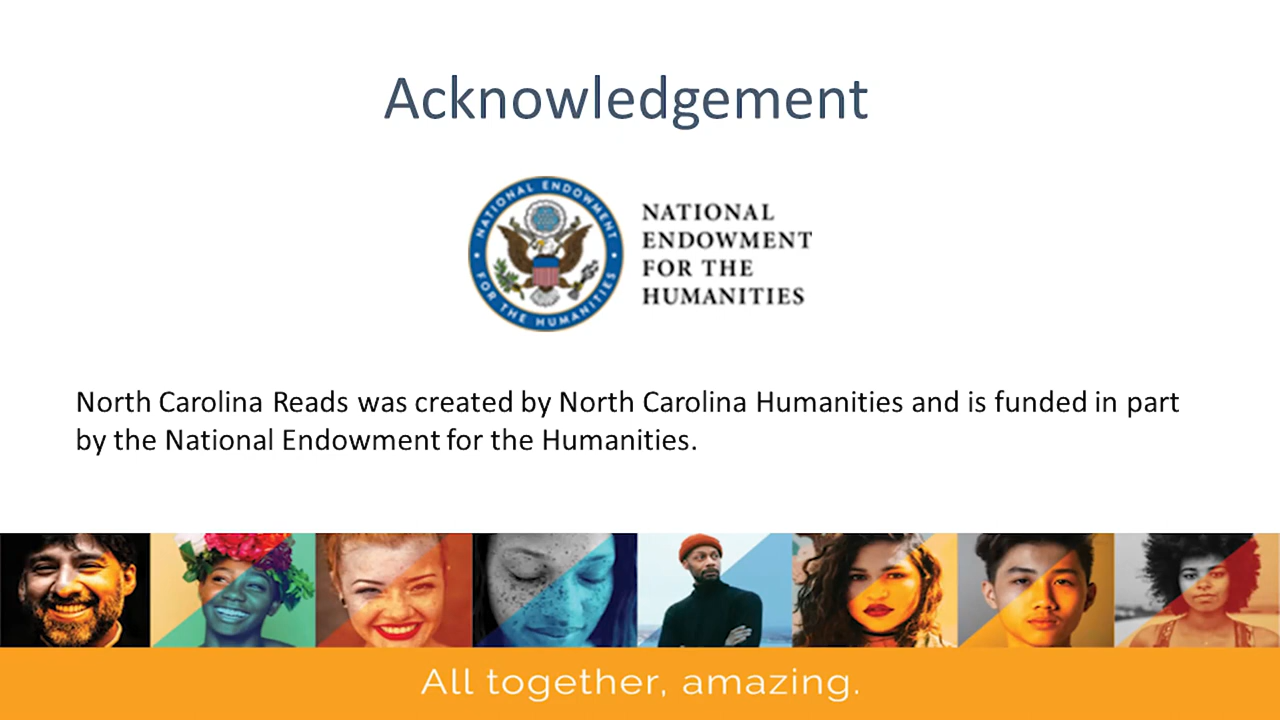 Acknowledgement
NATIONAL ENDOWMENT
FOR THE HUMANITIES
NATIONAL
ENDOWMENT
FOR THE
HUMANITIES
North Carolina Reads was created by North Carolina Humanities and is funded in part
by the National Endowment for the Humanities.
All together, amazing.